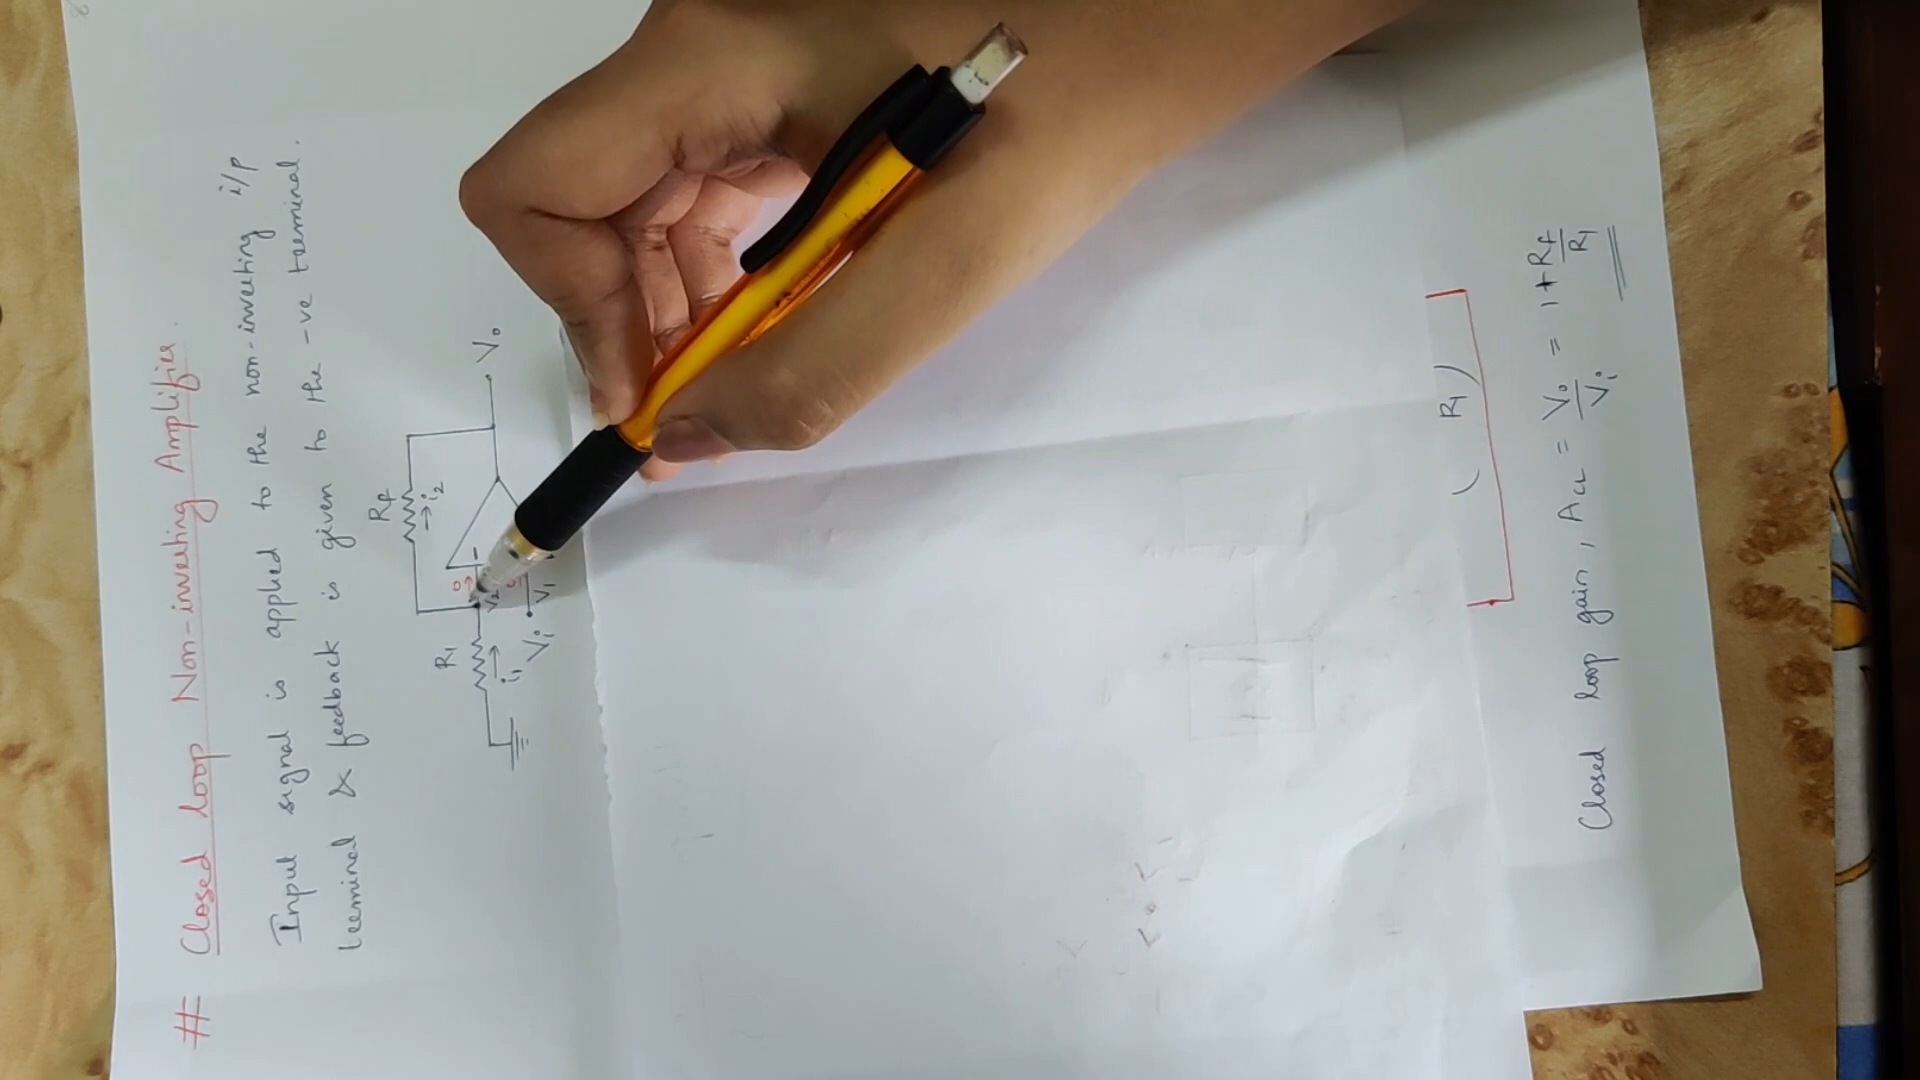 # Closed loop Non-inverting Amplifier.
Input signal is applied to the non-inverting i/p
terminal & feedback is given to the -ve terminal.
Rf
→ i2
R1
→
i1
0
→
-
V2
Vi
V1
Vo
( R1 )
Closed loop gain, ACL = Vo/Vi = 1 + Rf/R1